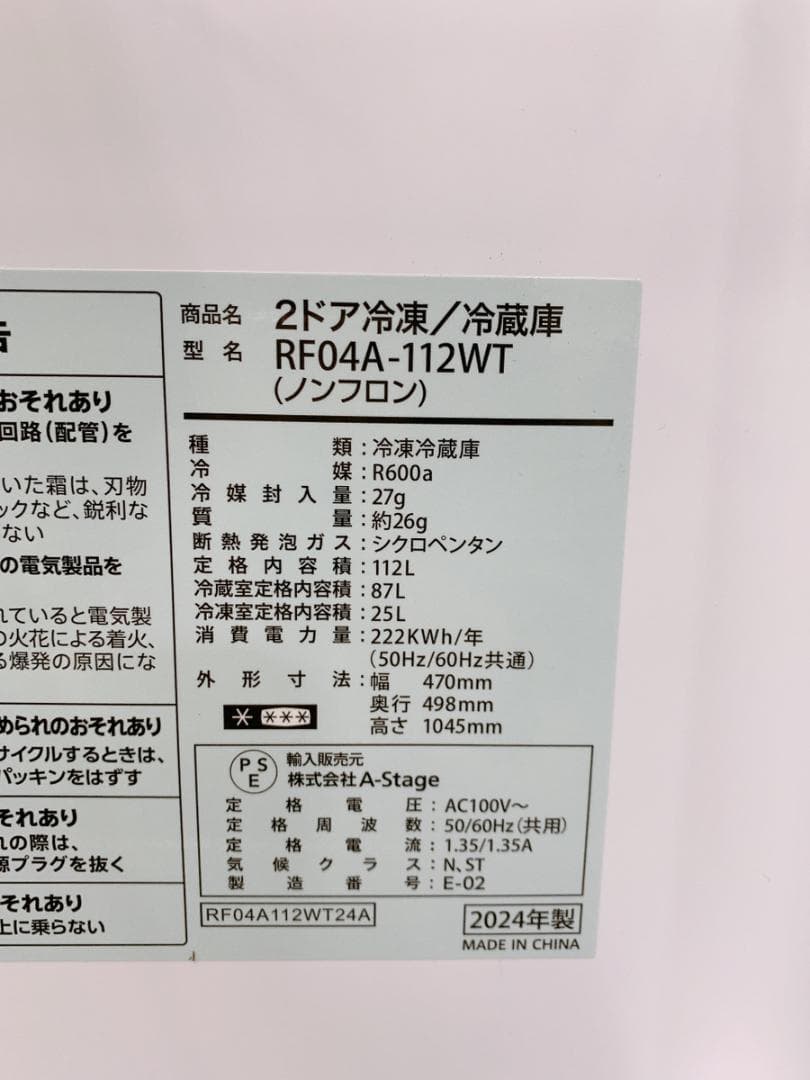 告
おそれあり
回路(配管)を
いた霜は、刃物
ックなど、鋭利な
ない
の電気製品を
れていると電気製
の火花による着火、
る爆発の原因にな
められのおそれあり
サイクルするときは、
パッキンをはずす
それあり
れの際は、
源プラグを抜く
それあり
上に乗らない
商品名 2ドア冷凍/冷蔵庫
型名 RF04A-112WT
(ノンフロン)
種類:冷凍冷蔵庫
冷媒:R600a
冷媒封入量:27g
質量:約26g
断熱発泡ガス:シクロペンタン
定格内容積:112L
冷蔵室定格内容積:87L
冷凍室定格内容積:25L
消費電力量:222KWh/年
(50Hz/60Hz共通)
外形寸法:幅 470mm
奥行 498mm
高さ 1045mm
PSE 輸入販売元
株式会社A-Stage
定格電圧:AC100V〜
定格周波数:50/60Hz(共用)
定格電流:1.35/1.35A
気候クラス:N、ST
製造番号:E-02
RF04A112WT24A
2024年製
MADE IN CHINA